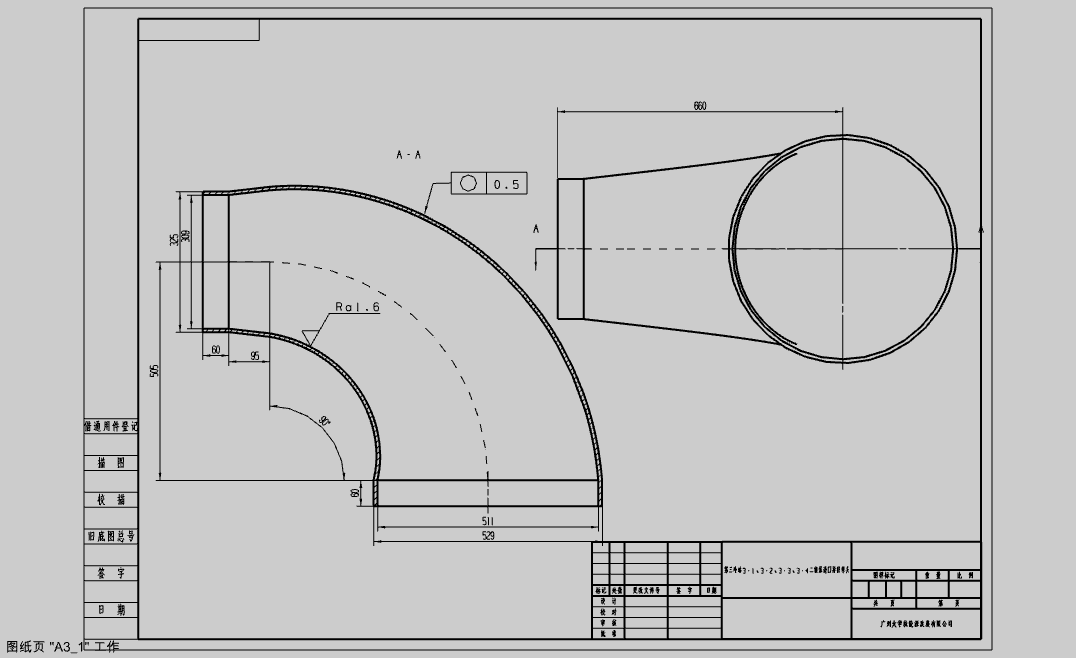 660
A - A
0.5
A
A
325
309
Ra1.6
60
95
505
90°
60
511
529
借通用件登记
描 图
校 描
旧底图总号
签 字
日 期
标记 处数 更改文件号 签 字 日期
设 计
校 对
审 核
批 准
图样标记 重 量 比 例
共 页 第 页
图纸页 "A3_1" 工作